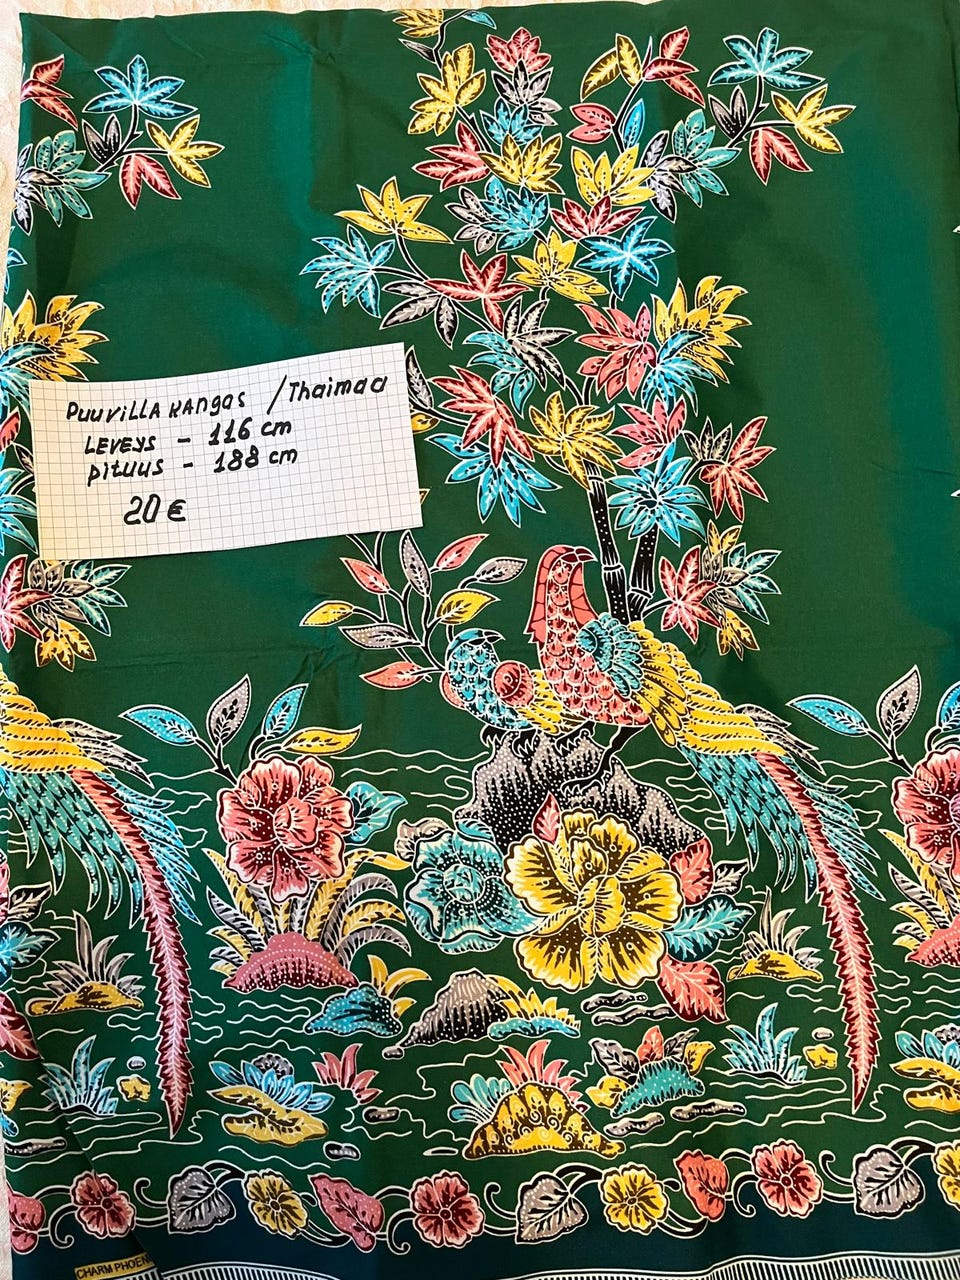 PuuviLLA KAngas /Thaimaa
LEVEYS - 116 cm
pituus - 188 cm
20 €
CHARM PHOEN